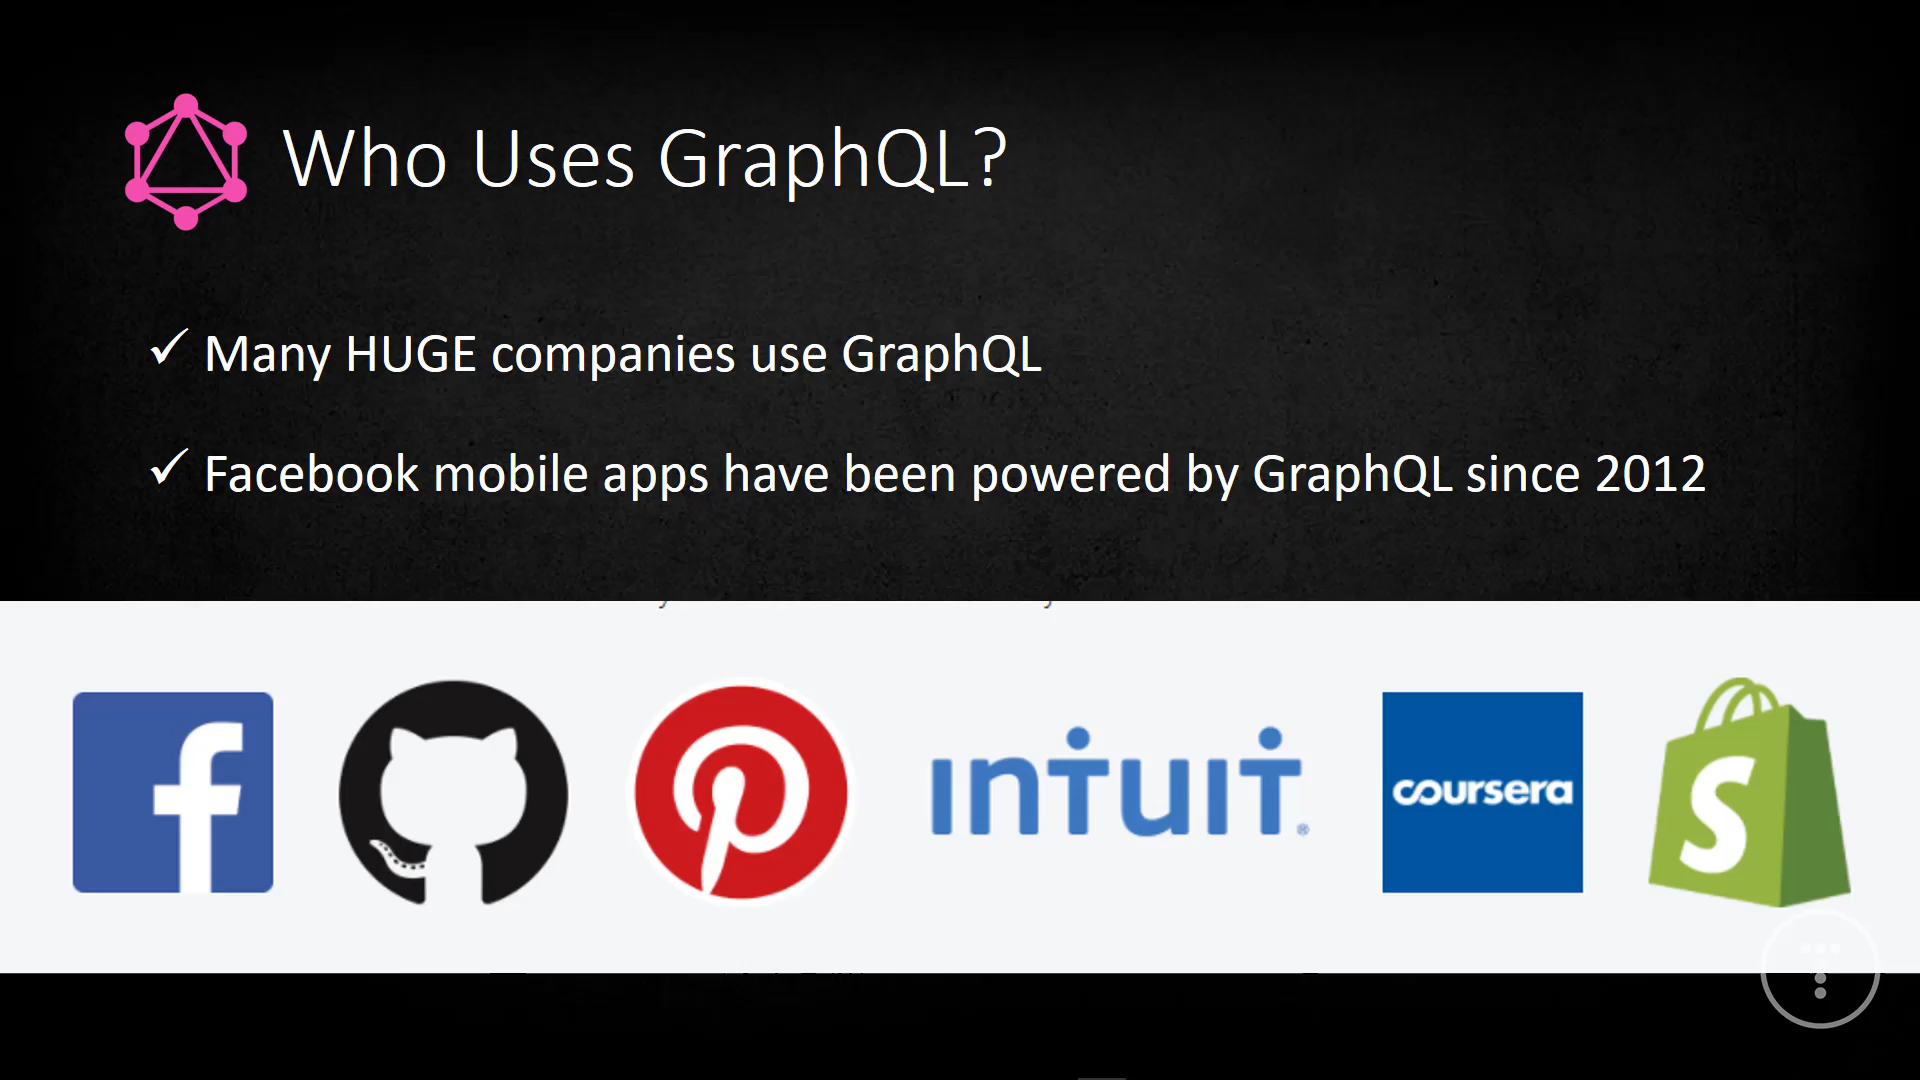 Who Uses GraphQL?
✓ Many HUGE companies use GraphQL
✓ Facebook mobile apps have been powered by GraphQL since 2012
f
intuit®
coursera
S